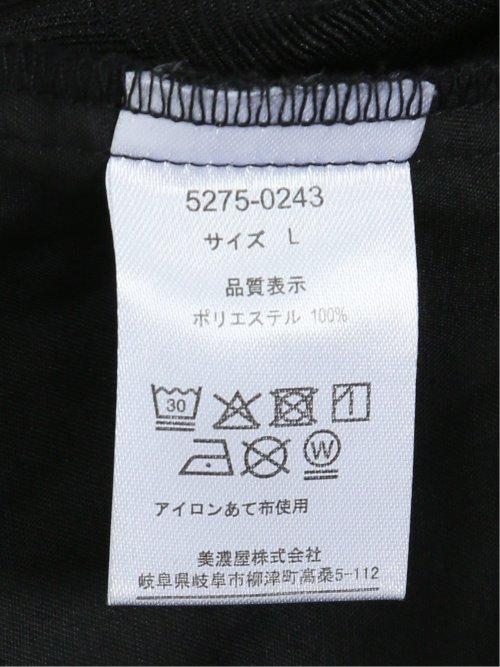 5275-0243
サイズ L
品質表示
ポリエステル 100%
30
W
アイロンあて布使用
美濃屋株式会社
岐阜県岐阜市柳津町高桑5-112